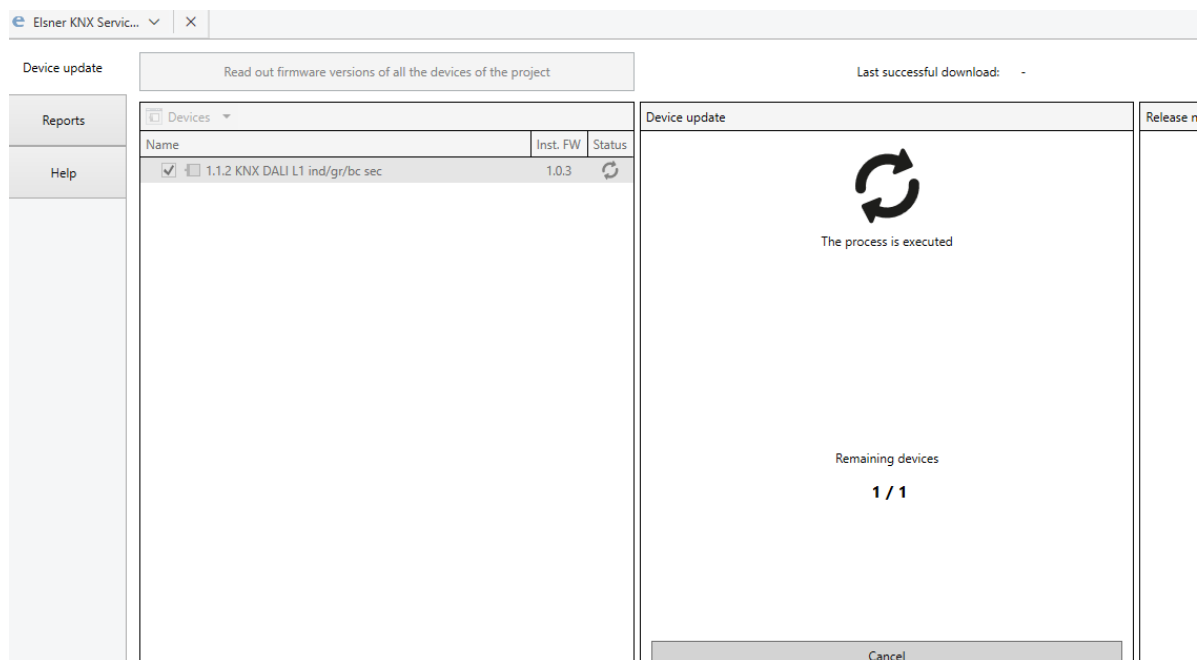 Elsner KNX Servic...
Device update
Read out firmware versions of all the devices of the project
Last successful download: -
Reports
Help
Devices
Name Inst. FW Status
1.1.2 KNX DALI L1 ind/gr/bc sec 1.0.3
Device update
The process is executed
Remaining devices
1 / 1
Cancel
Release n